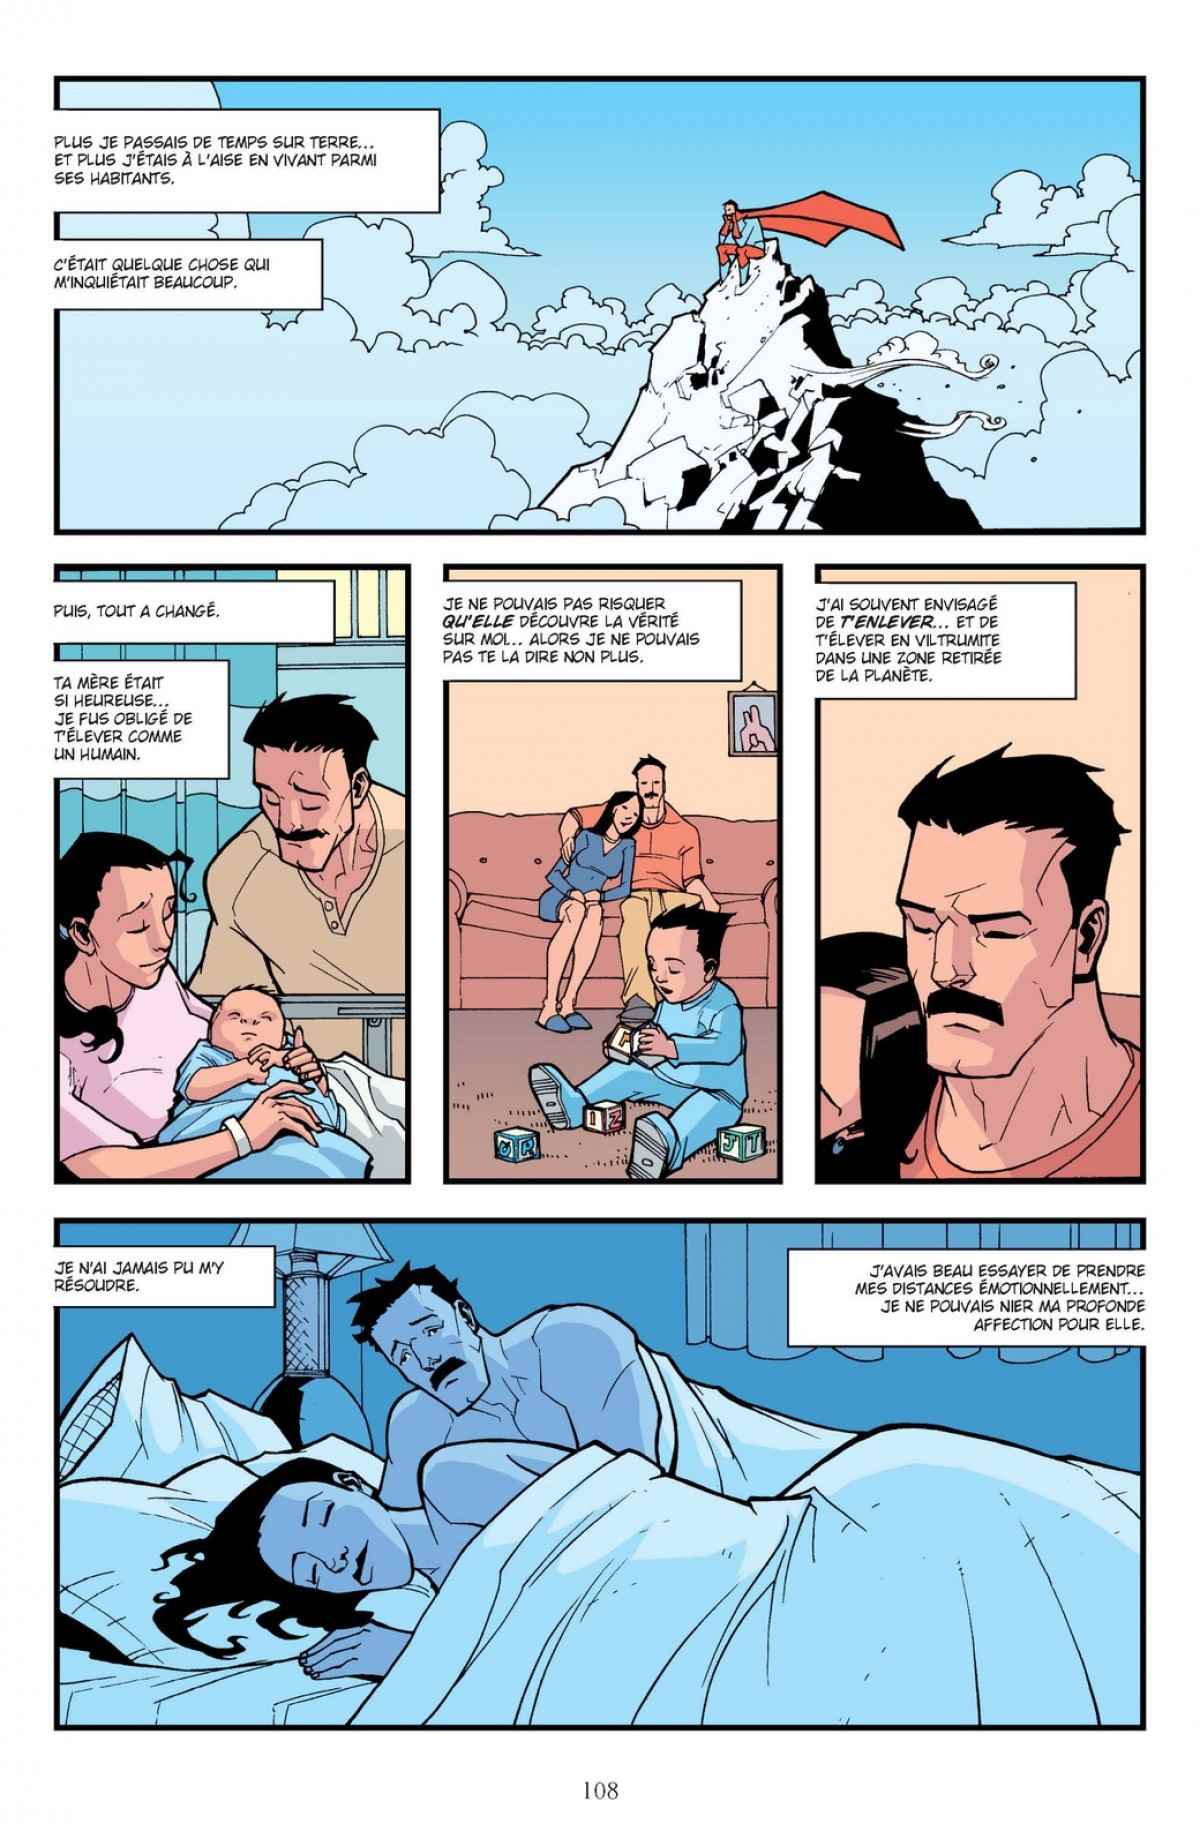 PLUS JE PASSAIS DE TEMPS SUR TERRE...
ET PLUS J'ÉTAIS À L'AISE EN VIVANT PARMI
SES HABITANTS.
C'ÉTAIT QUELQUE CHOSE QUI
M'INQUIÉTAIT BEAUCOUP.
PUIS, TOUT A CHANGÉ.
TA MÈRE ÉTAIT
SI HEUREUSE...
JE FUS OBLIGÉ DE
T'ÉLEVER COMME
UN HUMAIN.
JE NE POUVAIS PAS RISQUER
QU'ELLE DÉCOUVRE LA VÉRITÉ
SUR MOI... ALORS JE NE POUVAIS
PAS TE LA DIRE NON PLUS.
J'AI SOUVENT ENVISAGÉ
DE T'ENLEVER... ET DE
T'ÉLEVER EN VILTRUMITE
DANS UNE ZONE RETIRÉE
DE LA PLANÈTE.
JE N'AI JAMAIS PU M'Y
RÉSOUDRE.
J'AVAIS BEAU ESSAYER DE PRENDRE
MES DISTANCES ÉMOTIONNELLEMENT...
JE NE POUVAIS NIER MA PROFONDE
AFFECTION POUR ELLE.
108